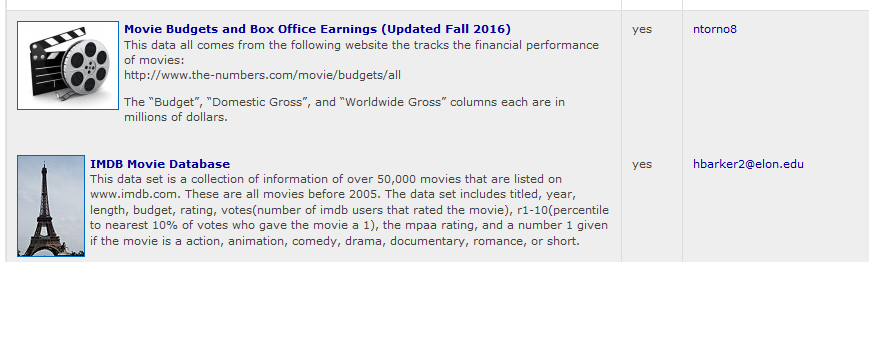 Movie Budgets and Box Office Earnings (Updated Fall 2016)
This data all comes from the following website the tracks the financial performance
of movies:
http://www.the-numbers.com/movie/budgets/all
The “Budget”, “Domestic Gross”, and “Worldwide Gross” columns each are in
millions of dollars.
yes
ntorno8
IMDB Movie Database
This data set is a collection of information of over 50,000 movies that are listed on
www.imdb.com. These are all movies before 2005. The data set includes titled, year,
length, budget, rating, votes(number of imdb users that rated the movie), r1-10(percentile
to nearest 10% of votes who gave the movie a 1), the mpaa rating, and a number 1 given
if the movie is a action, animation, comedy, drama, documentary, romance, or short.
yes
hbarker2@elon.edu